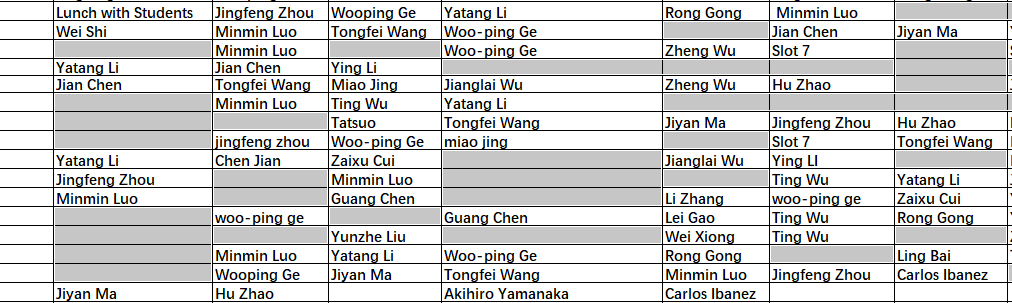 Lunch with Students Jingfeng Zhou Wooping Ge Yatang Li Rong Gong Minmin Luo
Wei Shi Minmin Luo Tongfei Wang Woo-ping Ge Jian Chen Jiyan Ma
Minmin Luo Woo-ping Ge Zheng Wu Slot 7
Yatang Li Jian Chen Ying Li
Jian Chen Tongfei Wang Miao Jing Jianglai Wu Zheng Wu Hu Zhao
Minmin Luo Ting Wu Yatang Li
Tatsuo Tongfei Wang Jiyan Ma Jingfeng Zhou Hu Zhao
jingfeng zhou Woo-ping Ge miao jing Slot 7 Tongfei Wang
Yatang Li Chen Jian Zaixu Cui Jianglai Wu Ying LI
Jingfeng Zhou Minmin Luo Ting Wu Yatang Li
Minmin Luo Guang Chen Li Zhang woo-ping ge Zaixu Cui
woo-ping ge Guang Chen Lei Gao Ting Wu Rong Gong
Yunzhe Liu Wei Xiong Ting Wu
Minmin Luo Yatang Li Woo-ping Ge Rong Gong Ling Bai
Wooping Ge Jiyan Ma Tongfei Wang Minmin Luo Jingfeng Zhou Carlos Ibanez
Jiyan Ma Hu Zhao Akihiro Yamanaka Carlos Ibanez